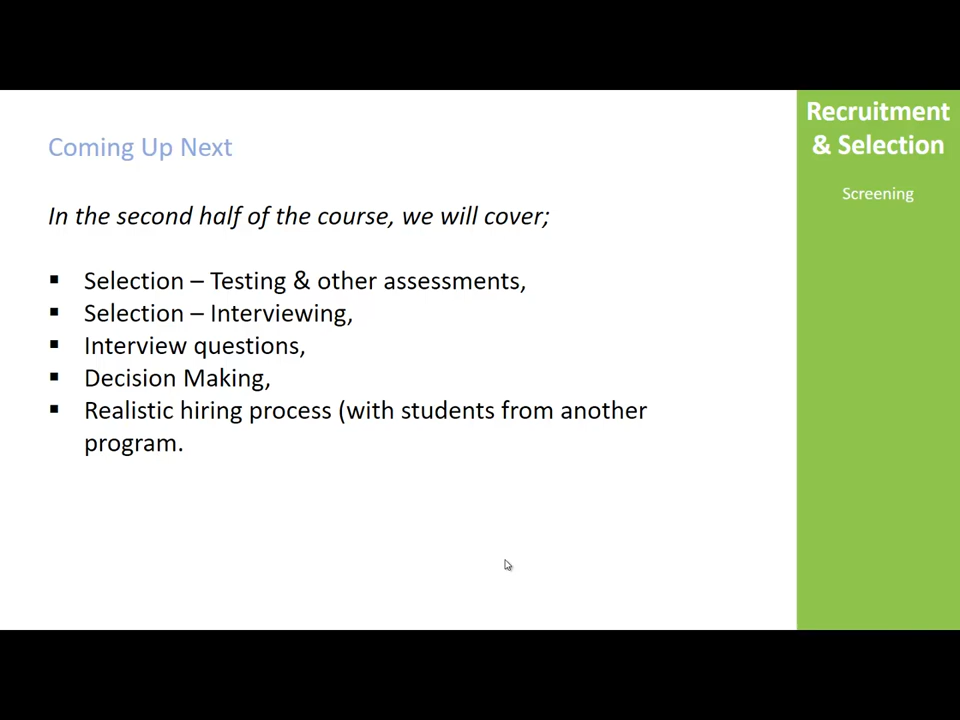 Coming Up Next
In the second half of the course, we will cover;
▪ Selection – Testing & other assessments,
▪ Selection – Interviewing,
▪ Interview questions,
▪ Decision Making,
▪ Realistic hiring process (with students from another
program.
Recruitment
& Selection
Screening